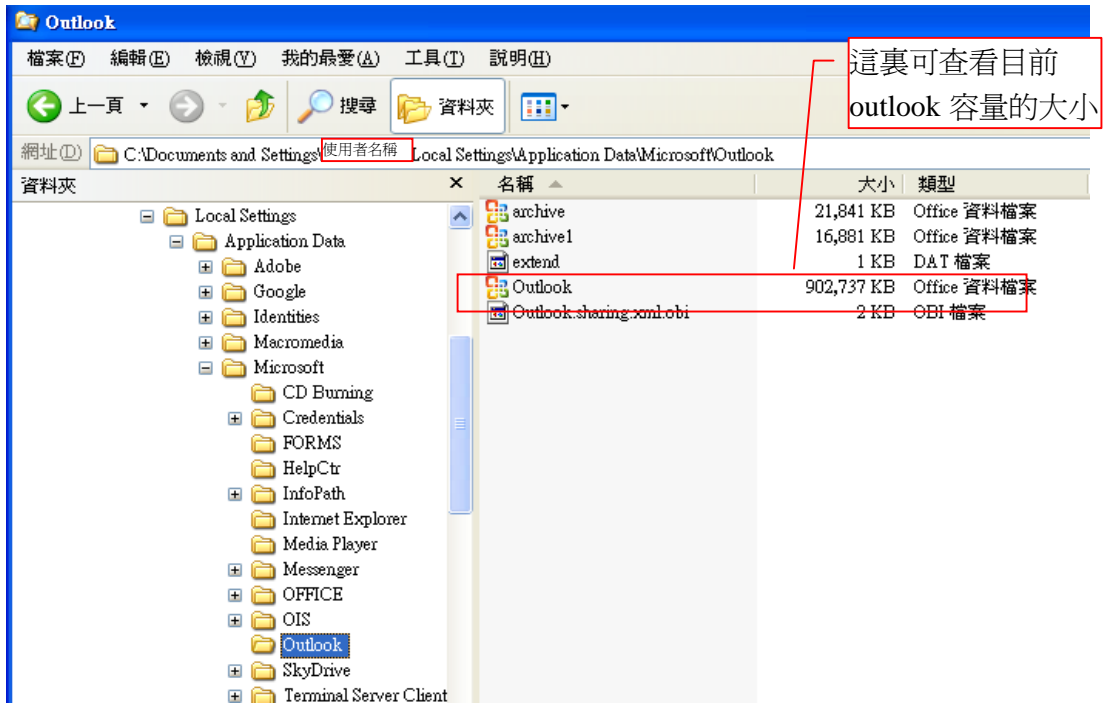 Outlook
檔案(F) 編輯(E) 檢視(V) 我的最愛(A) 工具(T) 說明(H)
這裏可查看目前
outlook 容量的大小
上一頁 搜尋 資料夾
網址(D) C:\Documents and Settings\使用者名稱 Local Settings\Application Data\Microsoft\Outlook
資料夾 × 名稱 大小 類型
archive 21,841 KB Office 資料檔案
archive1 16,881 KB Office 資料檔案
extend 1 KB DAT 檔案
Outlook 902,737 KB Office 資料檔案
Outlook.sharing.xml.obi 2 KB OBI 檔案
Local Settings
Application Data
Adobe
Google
Identities
Macromedia
Microsoft
CD Burning
Credentials
FORMS
HelpCtr
InfoPath
Internet Explorer
Media Player
Messenger
OFFICE
OIS
Outlook
SkyDrive
Terminal Server Client